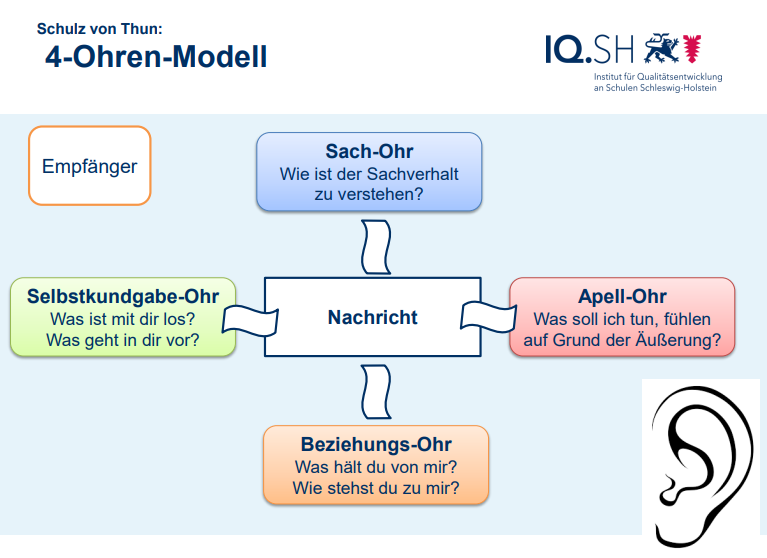 Schulz von Thun:
4-Ohren-Modell
IQ.SH
Institut für Qualitätsentwicklung
an Schulen Schleswig-Holstein
Empfänger
Sach-Ohr
Wie ist der Sachverhalt
zu verstehen?
Selbstkundgabe-Ohr
Was ist mit dir los?
Was geht in dir vor?
Nachricht
Apell-Ohr
Was soll ich tun, fühlen
auf Grund der Äußerung?
Beziehungs-Ohr
Was hält du von mir?
Wie stehst du zu mir?